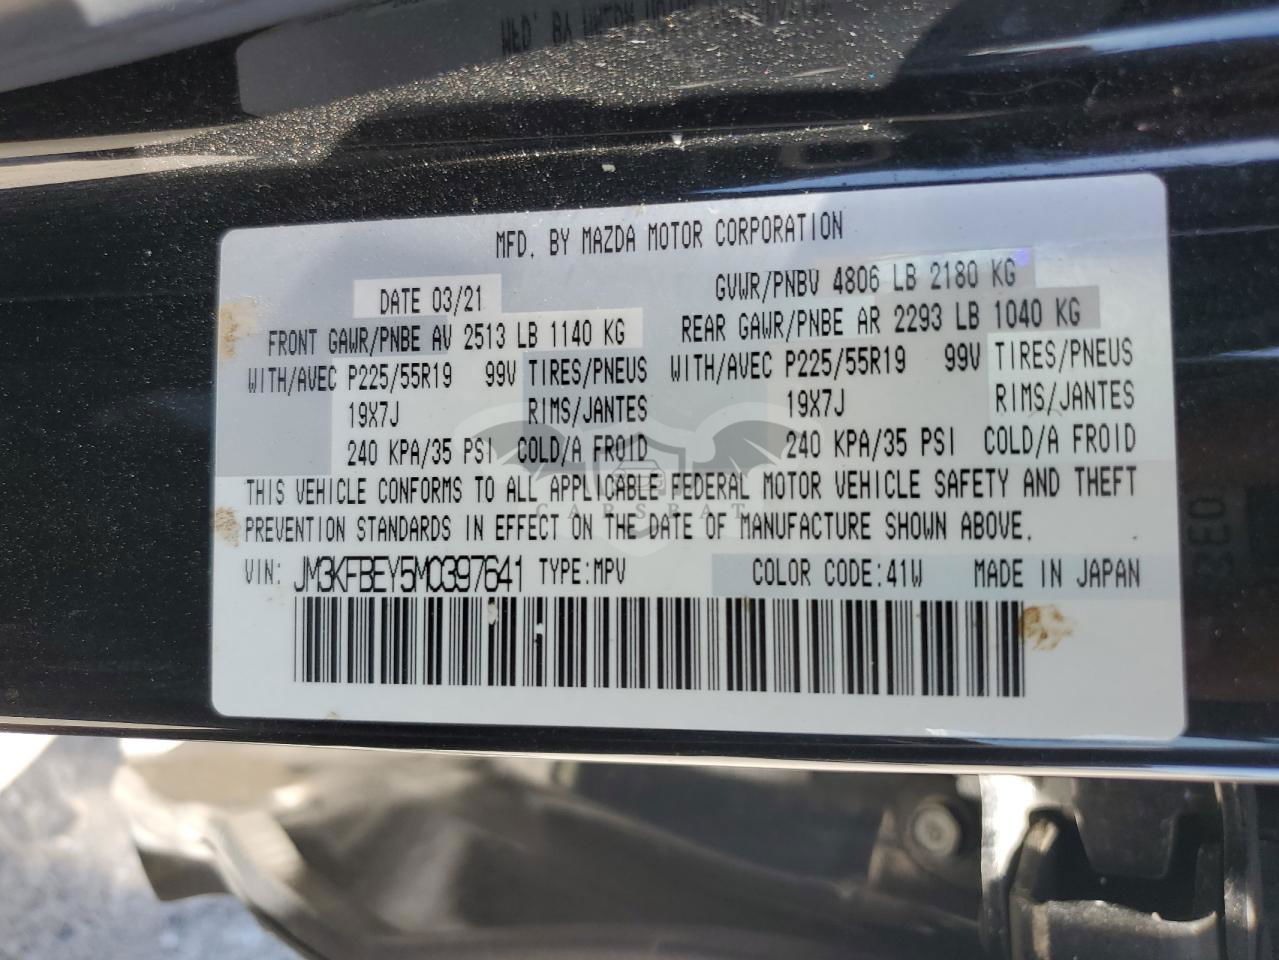 MFD. BY MAZDA MOTOR CORPORATION
DATE 03/21 GVWR/PNBV 4806 LB 2180 KG
FRONT GAWR/PNBE AV 2513 LB 1140 KG REAR GAWR/PNBE AR 2293 LB 1040 KG
WITH/AVEC P225/55R19 99V TIRES/PNEUS WITH/AVEC P225/55R19 99V TIRES/PNEUS
19X7J RIMS/JANTES 19X7J RIMS/JANTES
240 KPA/35 PSI COLD/A FROID 240 KPA/35 PSI COLD/A FROID
THIS VEHICLE CONFORMS TO ALL APPLICABLE FEDERAL MOTOR VEHICLE SAFETY AND THEFT
CARSBAT
PREVENTION STANDARDS IN EFFECT ON THE DATE OF MANUFACTURE SHOWN ABOVE.
VIN: JM3KFBEY5M0397641 TYPE:MPV COLOR CODE:41W MADE IN JAPAN